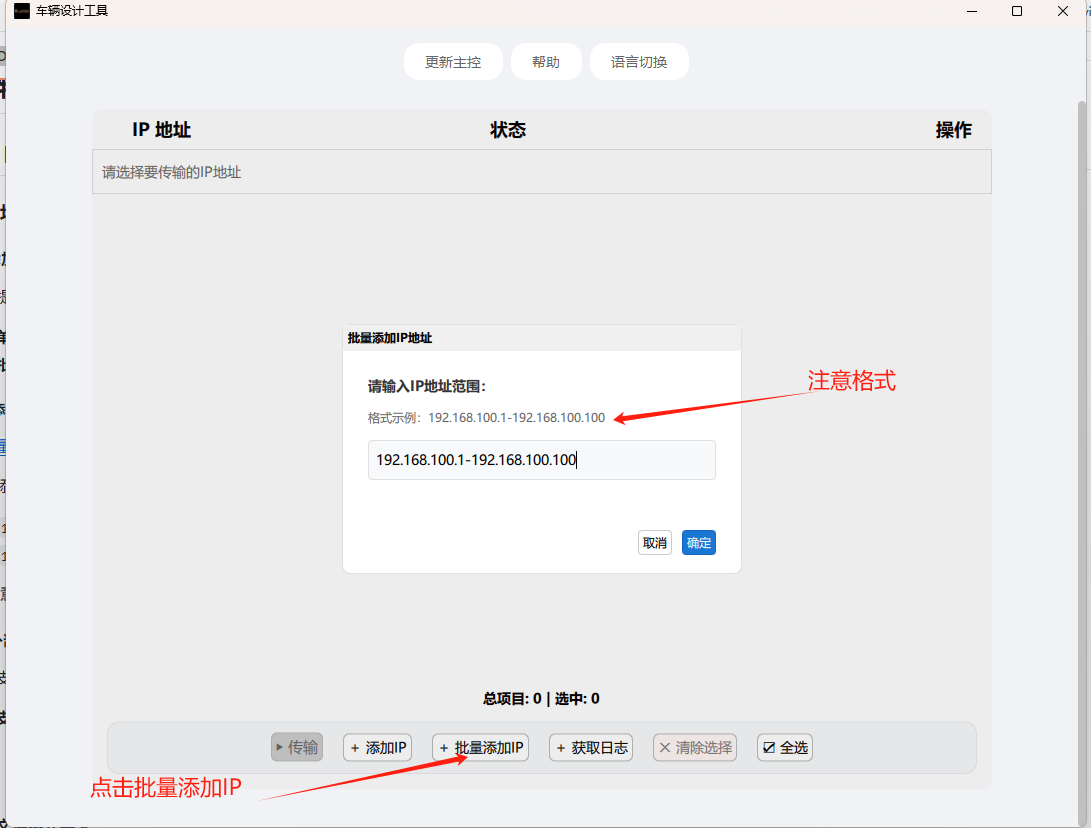 车辆设计工具
更新主控 帮助 语言切换
IP 地址 状态 操作
请选择要传输的IP地址
批量添加IP地址
请输入IP地址范围：
注意格式
格式示例：192.168.100.1-192.168.100.100
192.168.100.1-192.168.100.100
取消 确定
总项目: 0 | 选中: 0
传输 + 添加IP + 批量添加IP + 获取日志 × 清除选择 全选
点击批量添加IP